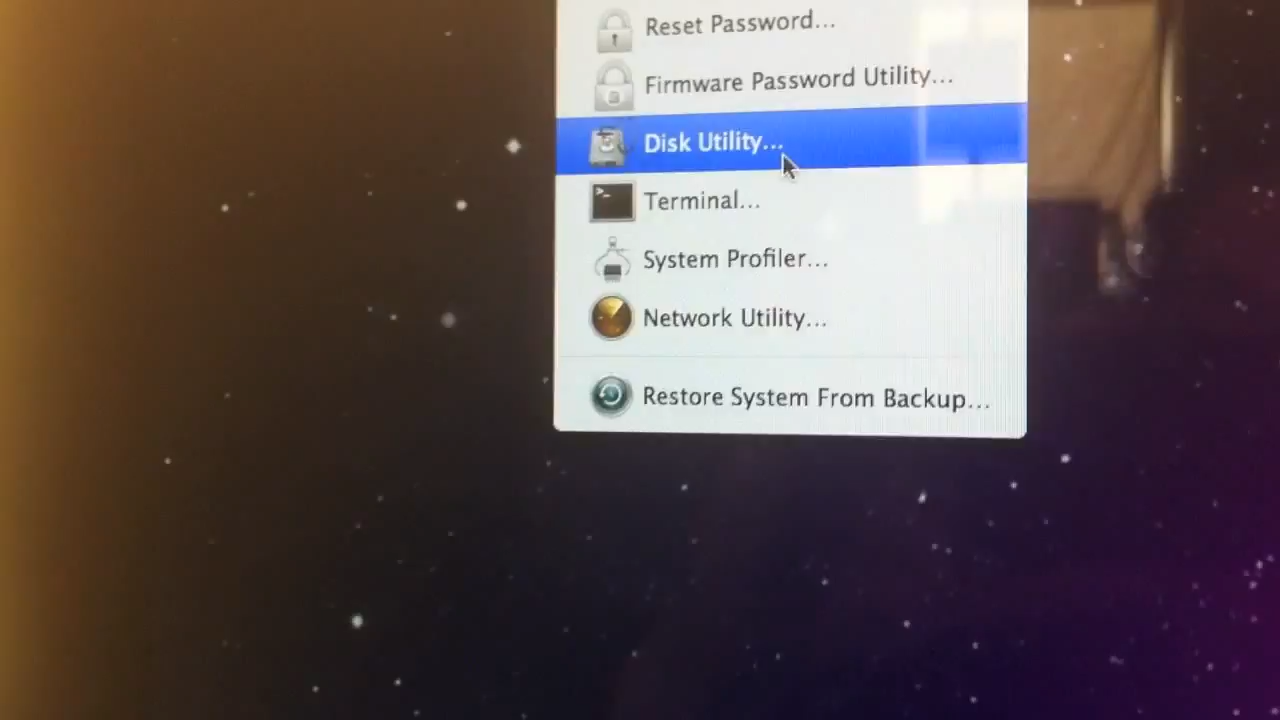 Reset Password...
Firmware Password Utility...
Disk Utility...
Terminal...
System Profiler...
Network Utility...
Restore System From Backup...